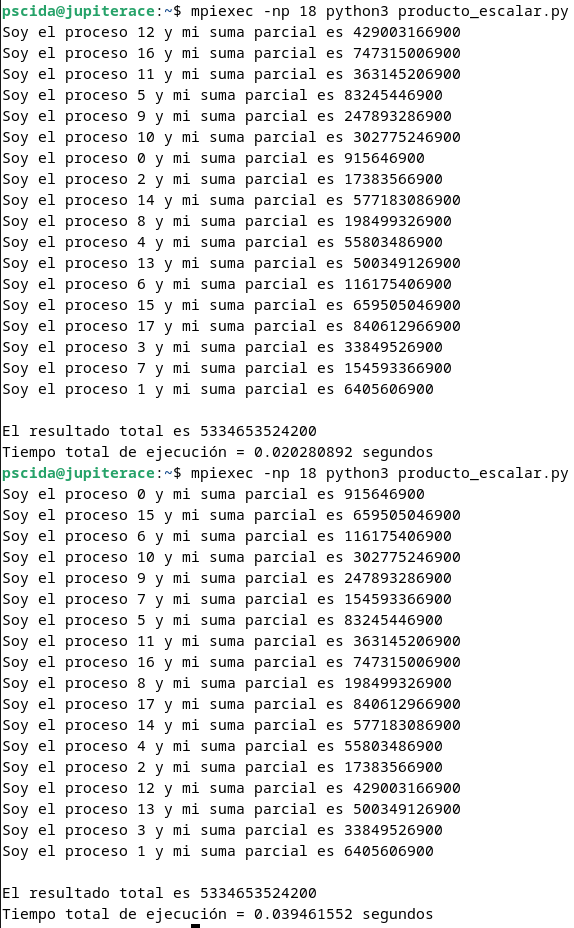 pscida@jupiterace:~$ mpiexec -np 18 python3 producto_escalar.py
Soy el proceso 12 y mi suma parcial es 429003166900
Soy el proceso 16 y mi suma parcial es 747315006900
Soy el proceso 11 y mi suma parcial es 363145206900
Soy el proceso 5 y mi suma parcial es 83245446900
Soy el proceso 9 y mi suma parcial es 247893286900
Soy el proceso 10 y mi suma parcial es 302775246900
Soy el proceso 0 y mi suma parcial es 915646900
Soy el proceso 2 y mi suma parcial es 17383566900
Soy el proceso 14 y mi suma parcial es 577183086900
Soy el proceso 8 y mi suma parcial es 198499326900
Soy el proceso 4 y mi suma parcial es 55803486900
Soy el proceso 13 y mi suma parcial es 500349126900
Soy el proceso 6 y mi suma parcial es 116175406900
Soy el proceso 15 y mi suma parcial es 659505046900
Soy el proceso 17 y mi suma parcial es 840612966900
Soy el proceso 3 y mi suma parcial es 33849526900
Soy el proceso 7 y mi suma parcial es 154593366900
Soy el proceso 1 y mi suma parcial es 6405606900
El resultado total es 5334653524200
Tiempo total de ejecución = 0.020280892 segundos
pscida@jupiterace:~$ mpiexec -np 18 python3 producto_escalar.py
Soy el proceso 0 y mi suma parcial es 915646900
Soy el proceso 15 y mi suma parcial es 659505046900
Soy el proceso 6 y mi suma parcial es 116175406900
Soy el proceso 10 y mi suma parcial es 302775246900
Soy el proceso 9 y mi suma parcial es 247893286900
Soy el proceso 7 y mi suma parcial es 154593366900
Soy el proceso 5 y mi suma parcial es 83245446900
Soy el proceso 11 y mi suma parcial es 363145206900
Soy el proceso 16 y mi suma parcial es 747315006900
Soy el proceso 8 y mi suma parcial es 198499326900
Soy el proceso 17 y mi suma parcial es 840612966900
Soy el proceso 14 y mi suma parcial es 577183086900
Soy el proceso 4 y mi suma parcial es 55803486900
Soy el proceso 2 y mi suma parcial es 17383566900
Soy el proceso 12 y mi suma parcial es 429003166900
Soy el proceso 13 y mi suma parcial es 500349126900
Soy el proceso 3 y mi suma parcial es 33849526900
Soy el proceso 1 y mi suma parcial es 6405606900
El resultado total es 5334653524200
Tiempo total de ejecución = 0.039461552 segundos